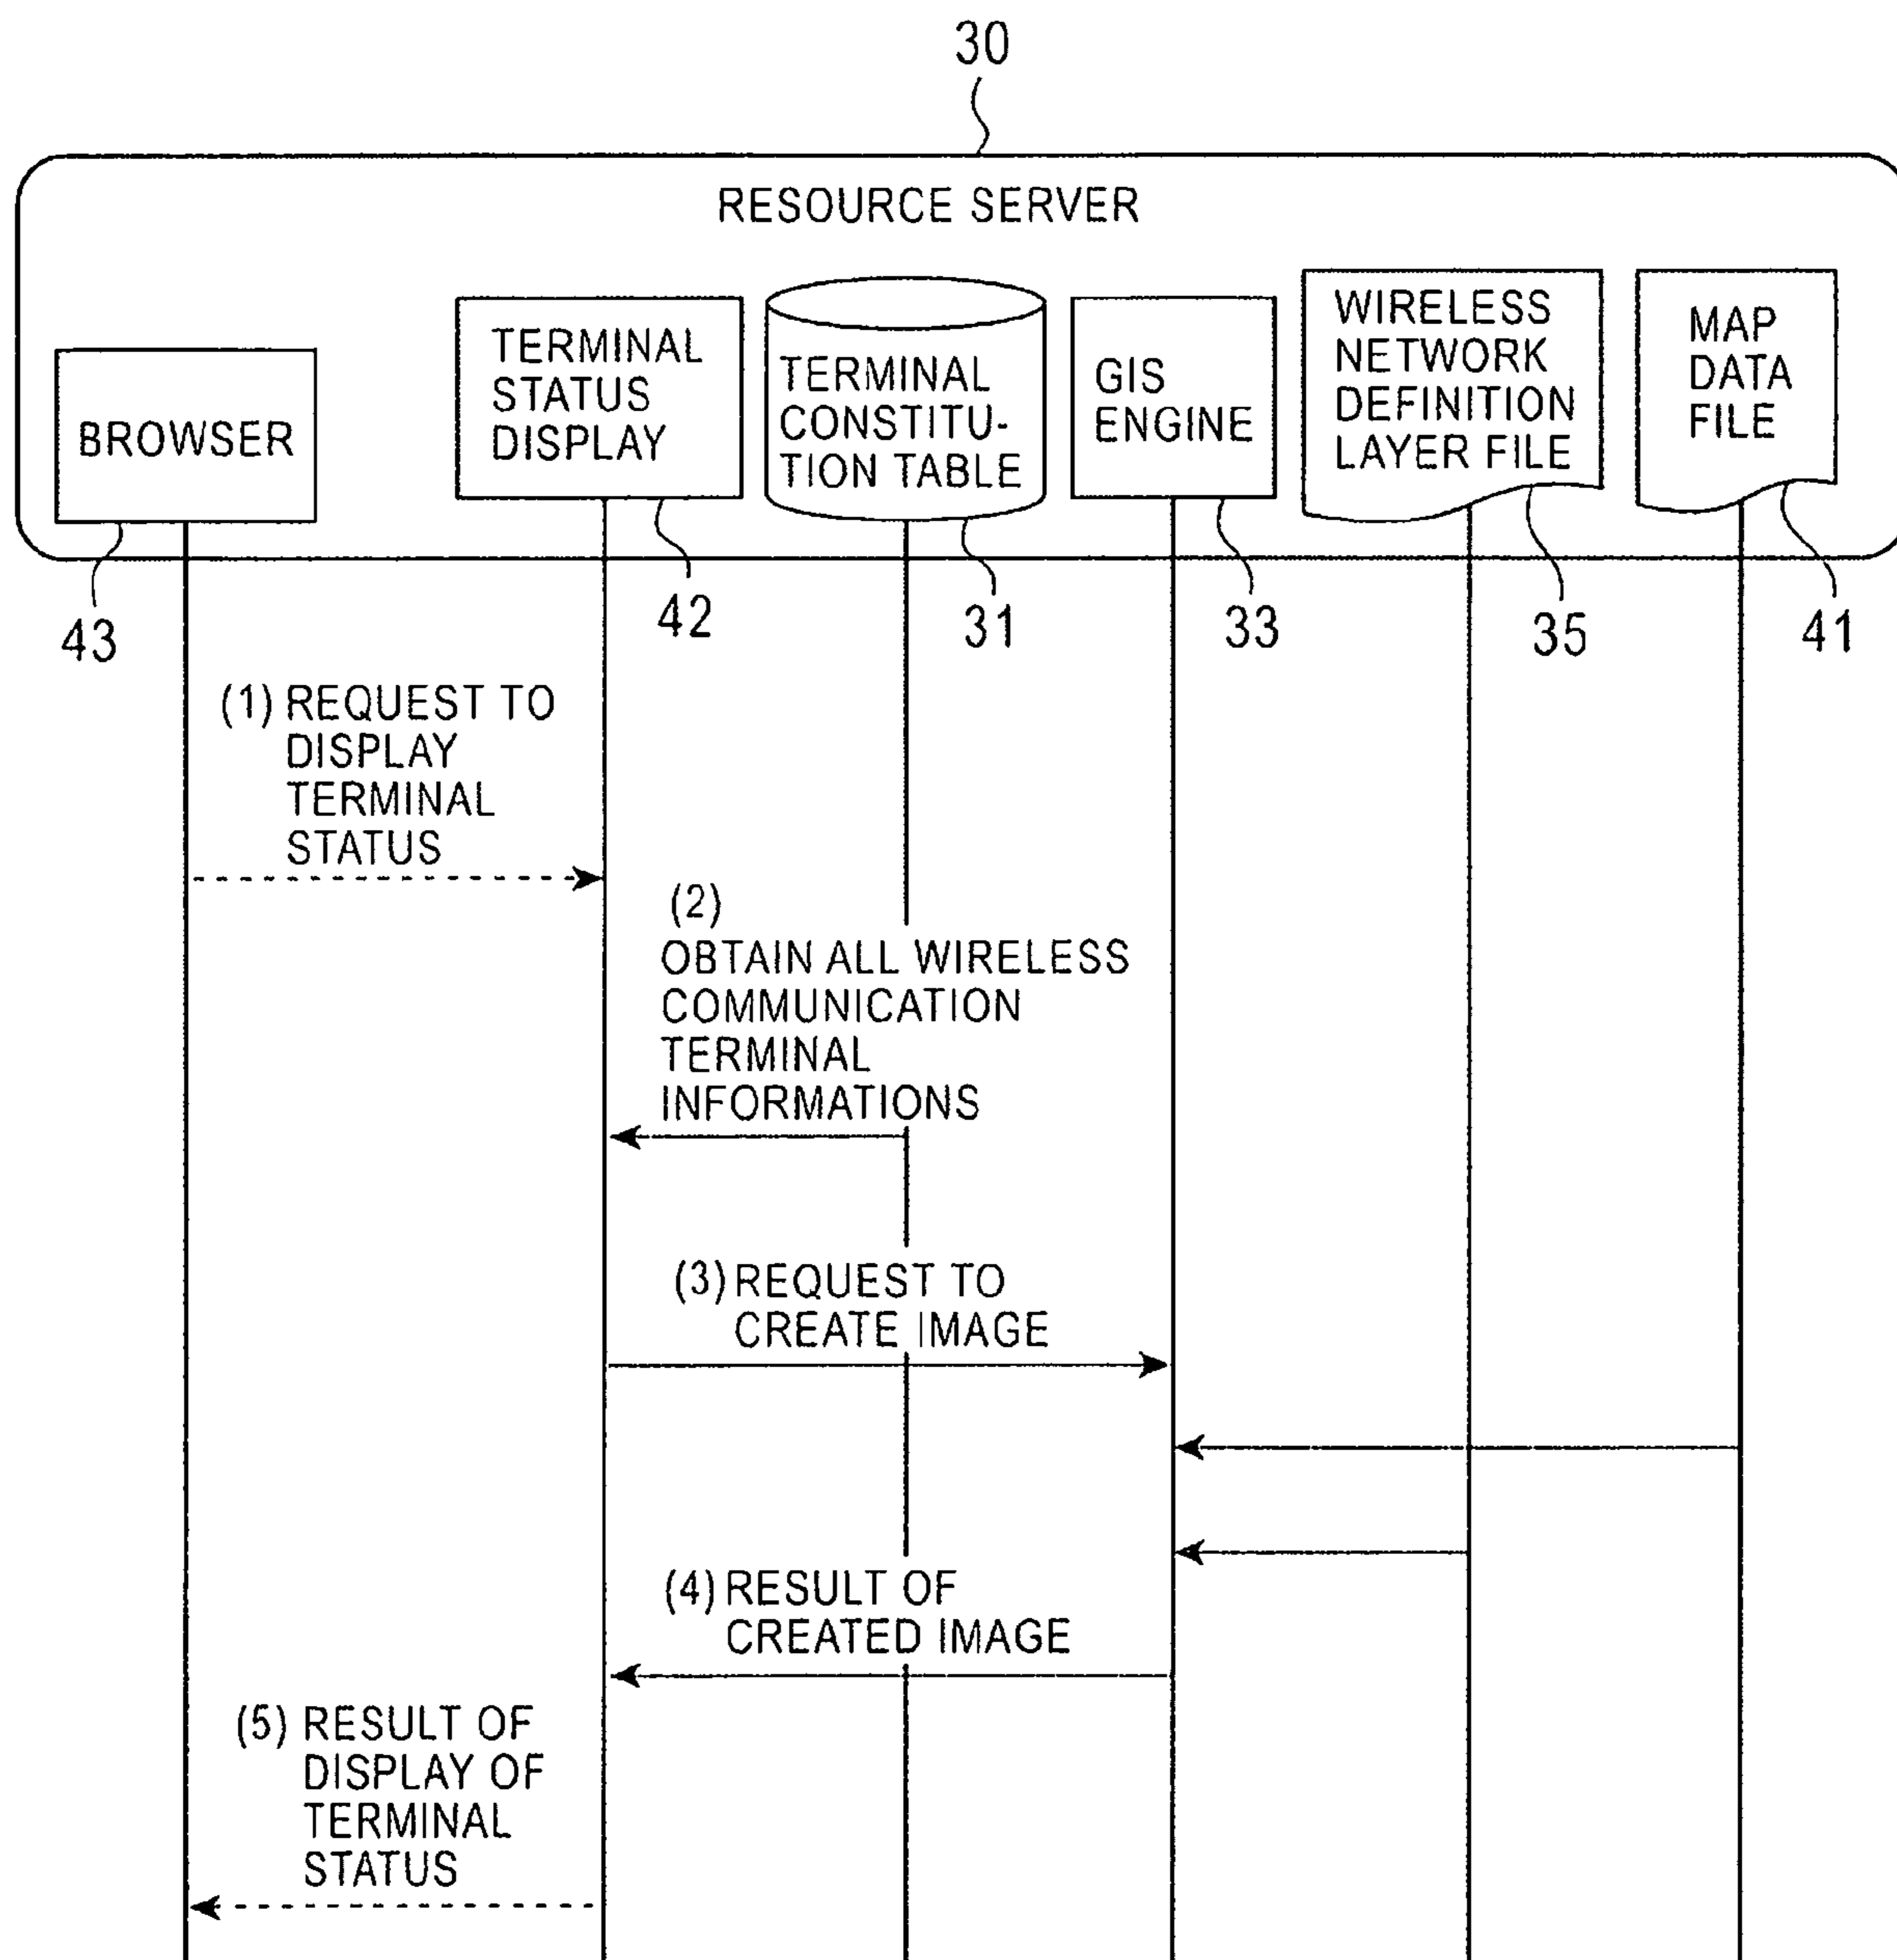 30
RESOURCE SERVER
BROWSER
TERMINAL
STATUS
DISPLAY
TERMINAL
CONSTITU-
TION TABLE
GIS
ENGINE
WIRELESS
NETWORK
DEFINITION
LAYER FILE
MAP
DATA
FILE
43
42
31
33
35
41
(1) REQUEST TO
DISPLAY
TERMINAL
STATUS
(2)
OBTAIN ALL WIRELESS
COMMUNICATION
TERMINAL
INFORMATIONS
(3) REQUEST TO
CREATE IMAGE
(4) RESULT OF
CREATED IMAGE
(5) RESULT OF
DISPLAY OF
TERMINAL
STATUS